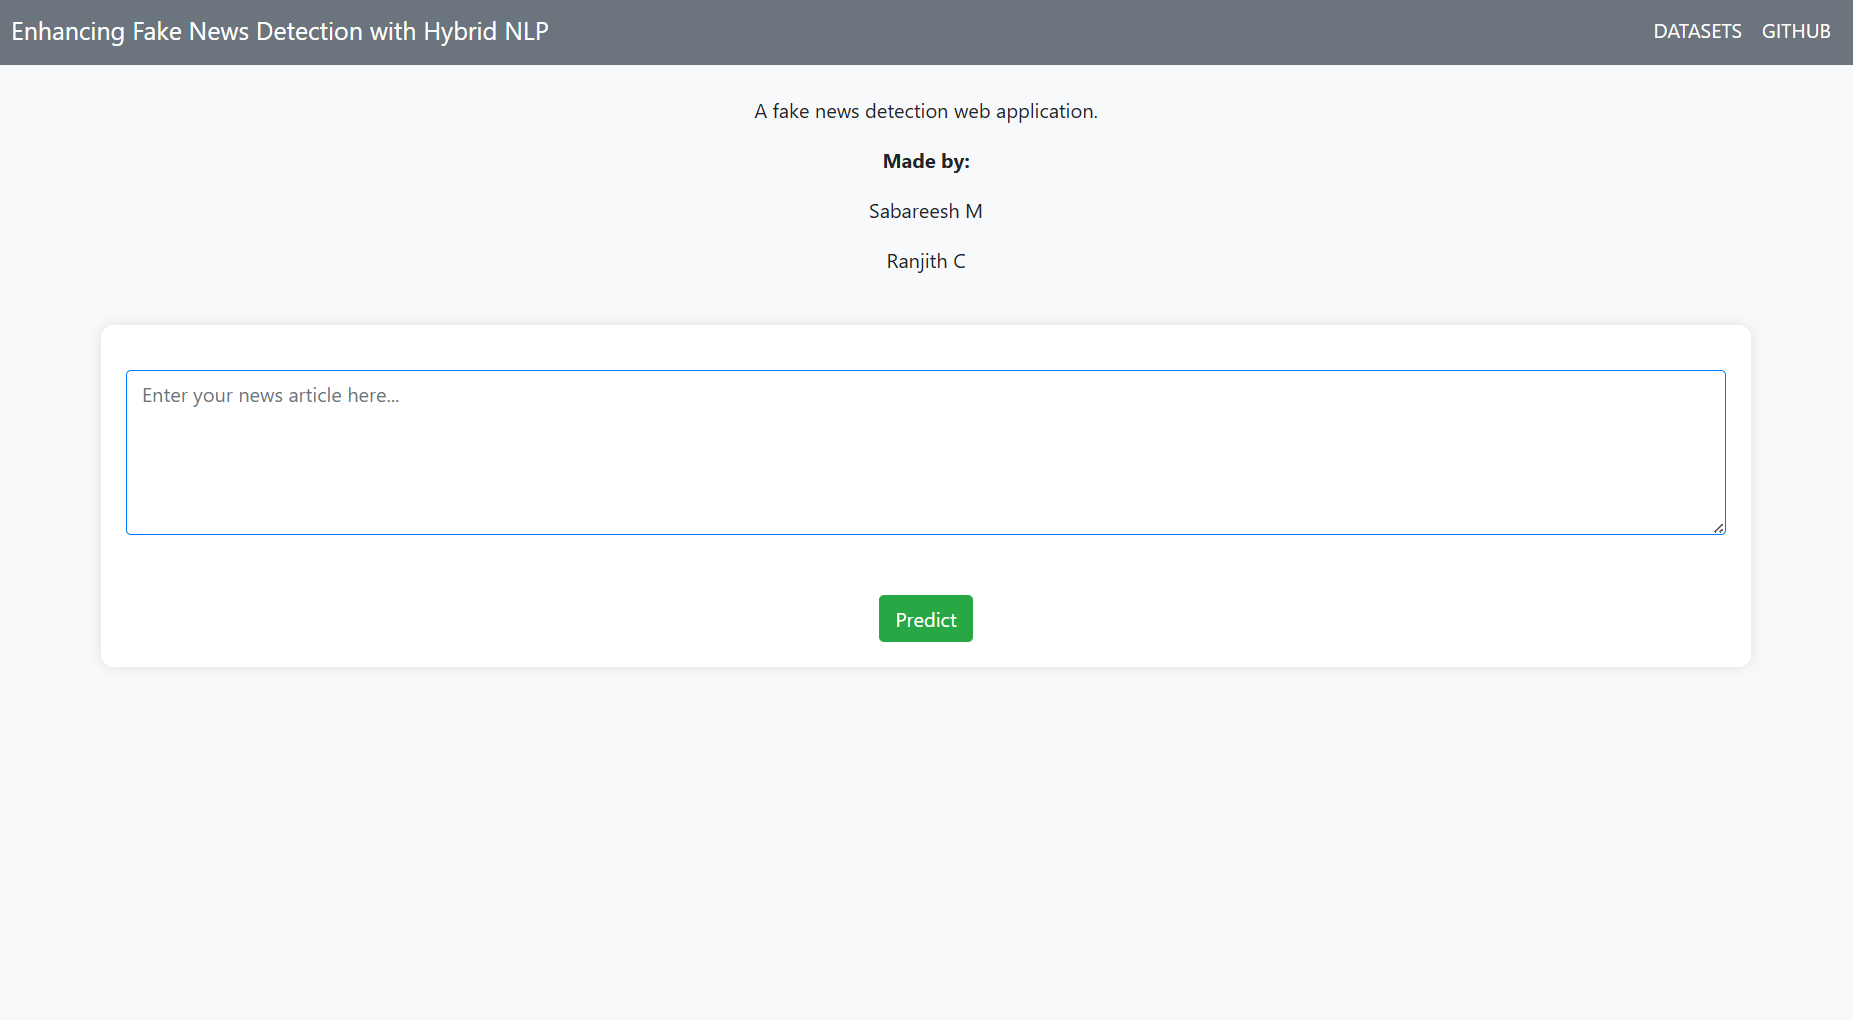 Enhancing Fake News Detection with Hybrid NLP
DATASETS GITHUB
A fake news detection web application.
Made by:
Sabareesh M
Ranjith C
Enter your news article here...
Predict